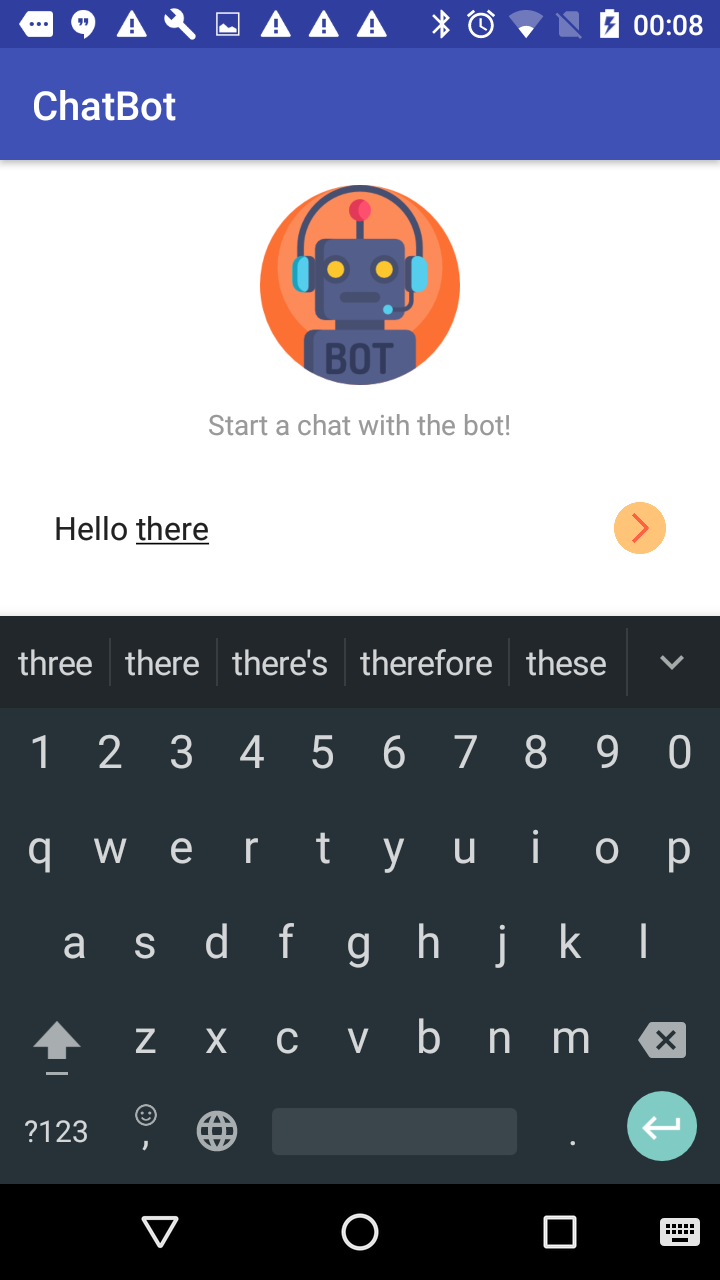 00:08
ChatBot
BOT
Start a chat with the bot!
Hello there
three there there's therefore these
1 2 3 4 5 6 7 8 9 0
q w e r t y u i o p
a s d f g h j k l
z x c v b n m
?123 , .